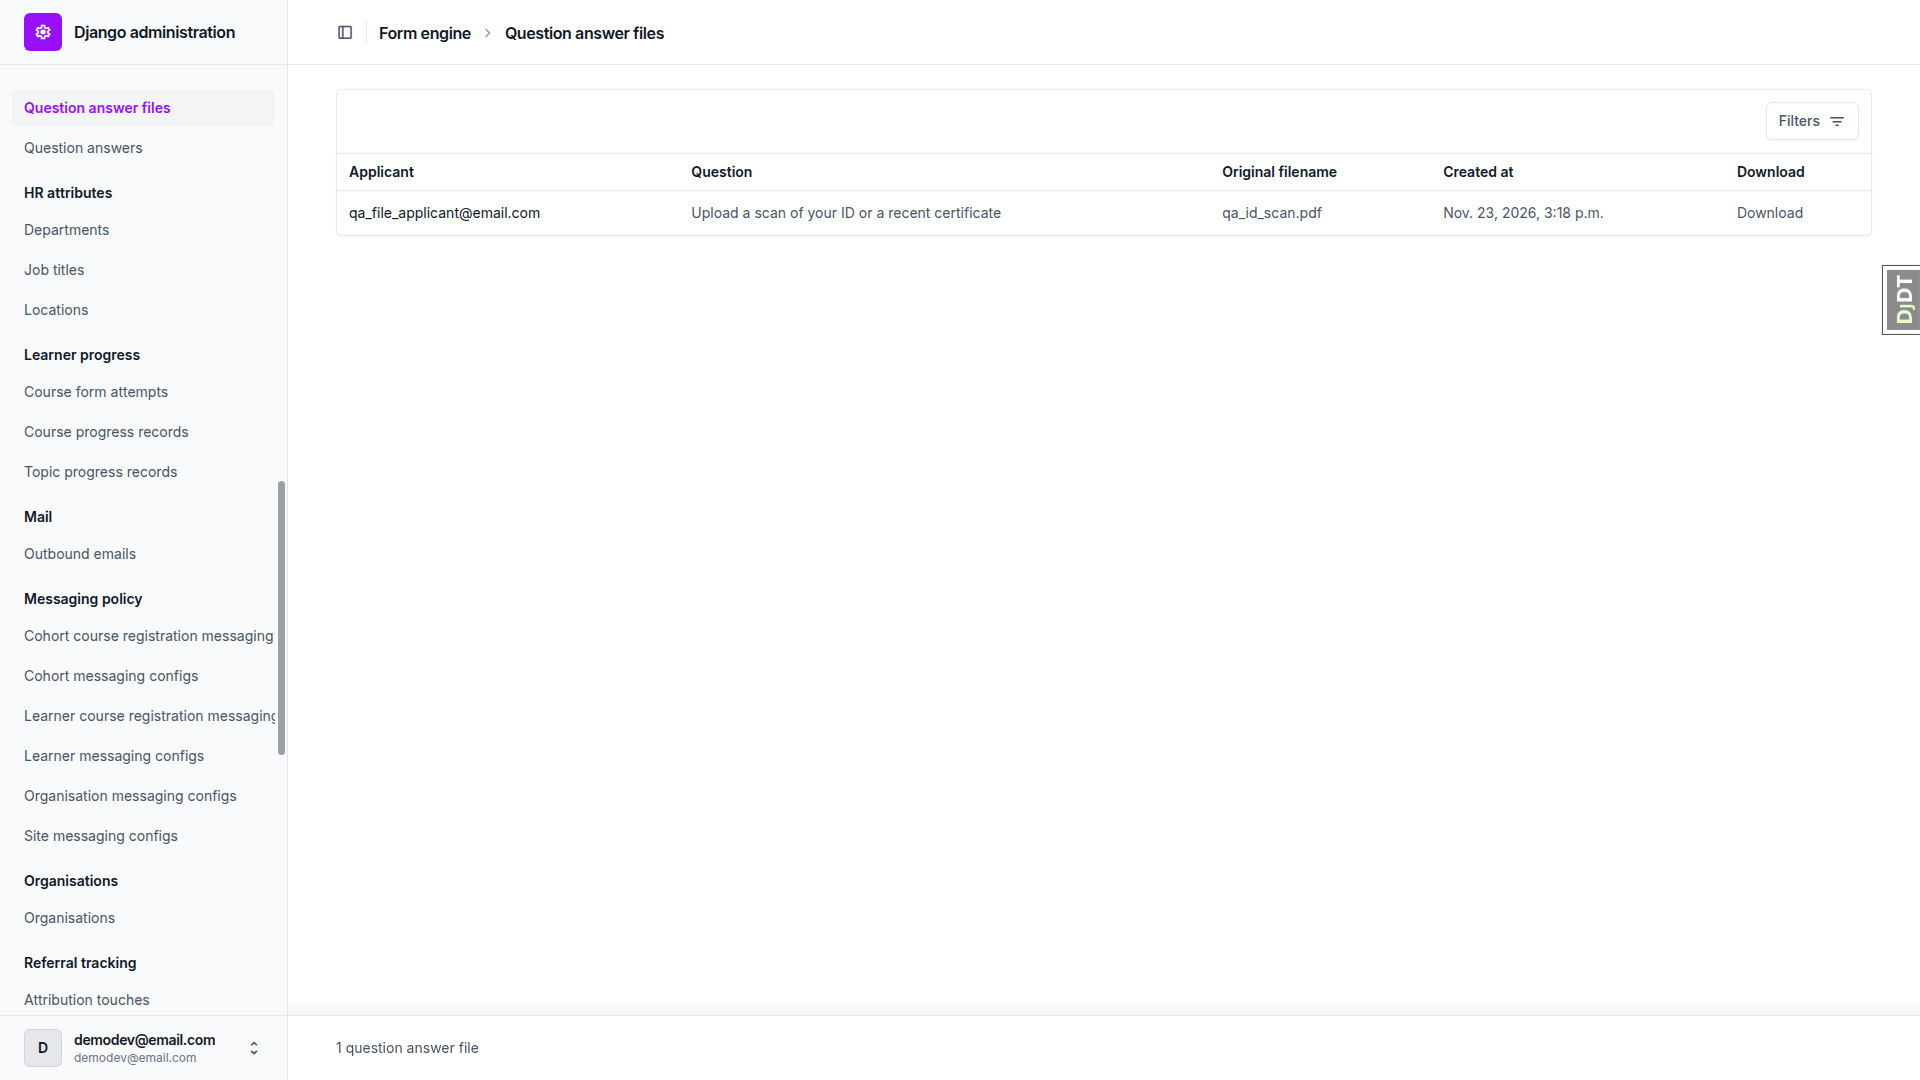 Django administration
Form engine
Question answer files
Question answer files
Question answers
HR attributes
Departments
Job titles
Locations
Learner progress
Course form attempts
Course progress records
Topic progress records
Mail
Outbound emails
Messaging policy
Cohort course registration messaging
Cohort messaging configs
Learner course registration messaging
Learner messaging configs
Organisation messaging configs
Site messaging configs
Organisations
Organisations
Referral tracking
Attribution touches
D
demodev@email.com
demodev@email.com
Filters
Applicant Question Original filename Created at Download
qa_file_applicant@email.com Upload a scan of your ID or a recent certificate qa_id_scan.pdf Nov. 23, 2026, 3:18 p.m. Download
DjDT
1 question answer file